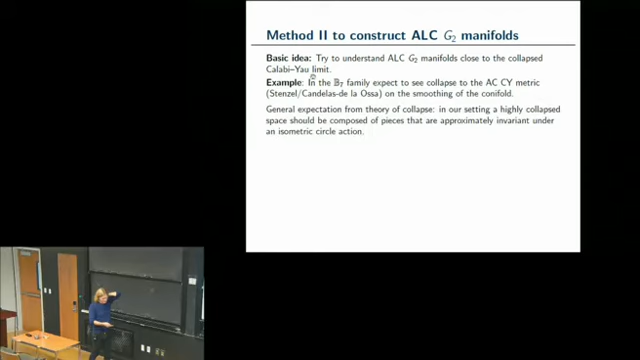 Method II to construct ALC G₂ manifolds
Basic idea: Try to understand ALC G₂ manifolds close to the collapsed
Calabi–Yau limit.
Example: In the 𝔹₇ family expect to see collapse to the AC CY metric
(Stenzel/Candelas-de la Ossa) on the smoothing of the conifold.
General expectation from theory of collapse: in our setting a highly collapsed
space should be composed of pieces that are approximately invariant under
an isometric circle action.